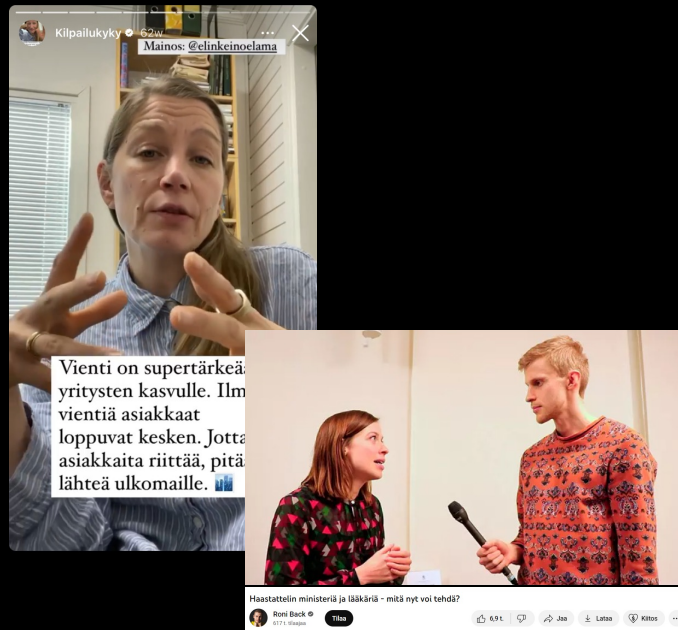 Kilpailukyky 62w
Mainos: @elinkeinoelama
Vienti on supertärkeä
yritysten kasvulle. Ilm
vientiä asiakkaat
loppuvat kesken. Jotta
asiakkaita riittää, pitä
lähteä ulkomaille.
Haastattelin ministeriä ja lääkäriä - mitä nyt voi tehdä?
Roni Back
617 t. tilaajaa
Tilaa
6,9 t.
Jaa
Lataa
Kiitos